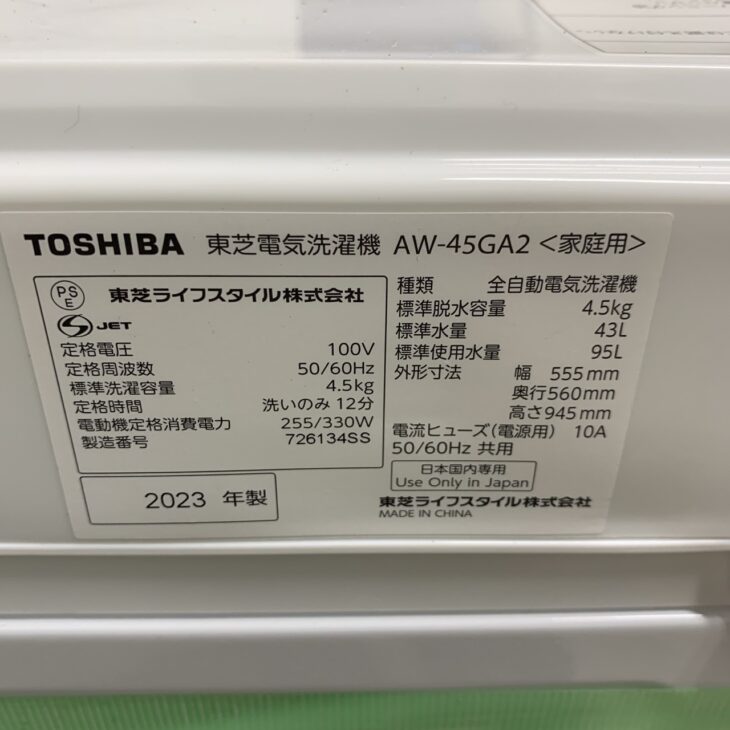 TOSHIBA 東芝電気洗濯機 AW-45GA2 <家庭用>
PS
E
東芝ライフスタイル株式会社
S JET
定格電圧 100V
定格周波数 50/60Hz
標準洗濯容量 4.5kg
定格時間 洗いのみ 12分
電動機定格消費電力 255/330W
製造番号 726134SS
2023 年製
種類 全自動電気洗濯機
標準脱水容量 4.5kg
標準水量 43L
標準使用水量 95L
外形寸法 幅 555mm
奥行560mm
高さ945mm
電流ヒューズ(電源用) 10A
50/60Hz 共用
日本国内専用
Use Only in Japan
東芝ライフスタイル株式会社
MADE IN CHINA